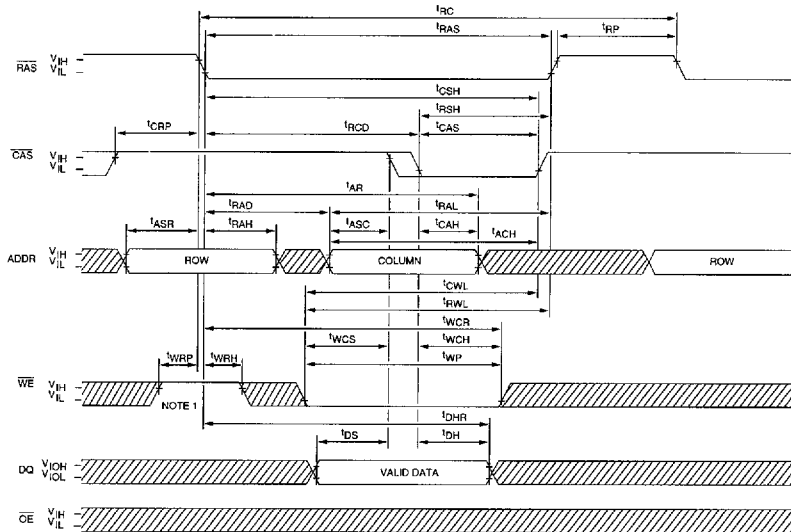 tRC
tRAS
tRP
RAS VIH VIL
tCSH
tRSH
tCRP tRCD tCAS
CAS VIH VIL
tAR
tRAD tRAL
tASR tRAH tASC tCAH
tACH
ADDR VIH VIL ROW COLUMN ROW
tCWL
tRWL
tWCR
tWCS tWCH
tWRP tWRH tWP
WE VIH VIL
NOTE 1
tDHR
tDS tDH
DQ VIOH VIOL VALID DATA
OE VIH VIL